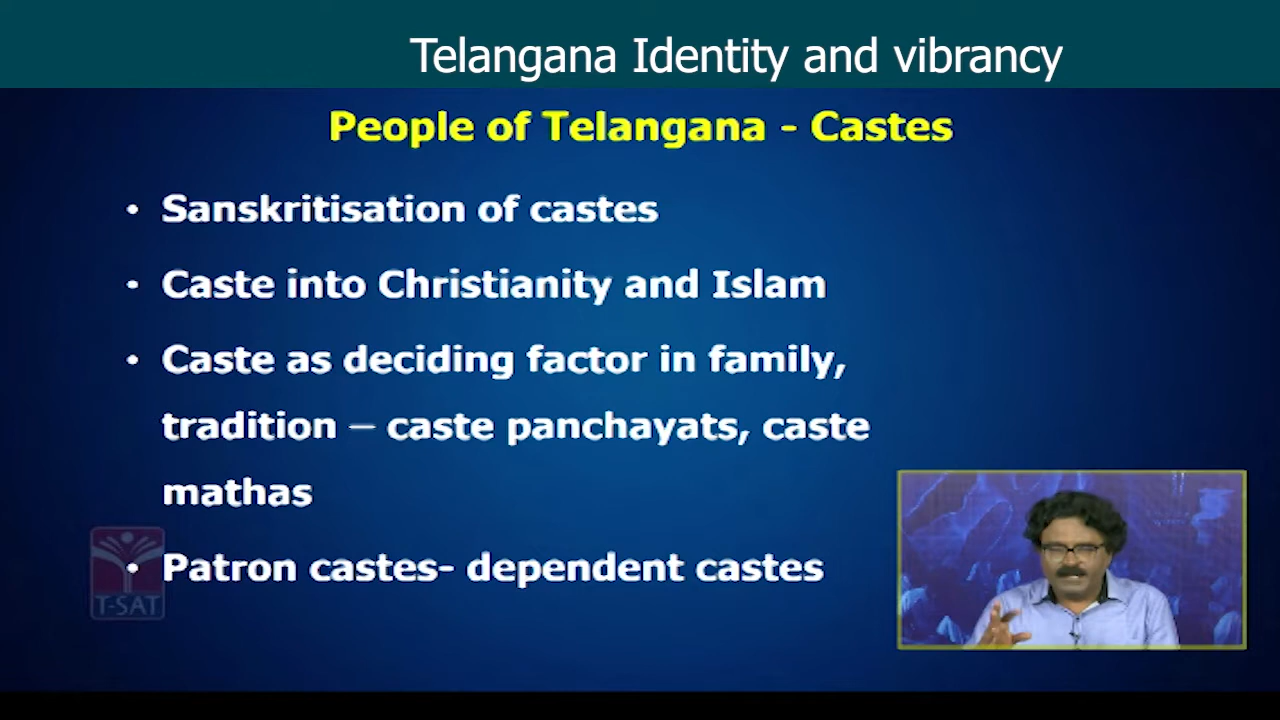 Telangana Identity and vibrancy
People of Telangana - Castes
• Sanskritisation of castes
• Caste into Christianity and Islam
• Caste as deciding factor in family,
tradition – caste panchayats, caste
mathas
• Patron castes- dependent castes
T-SAT